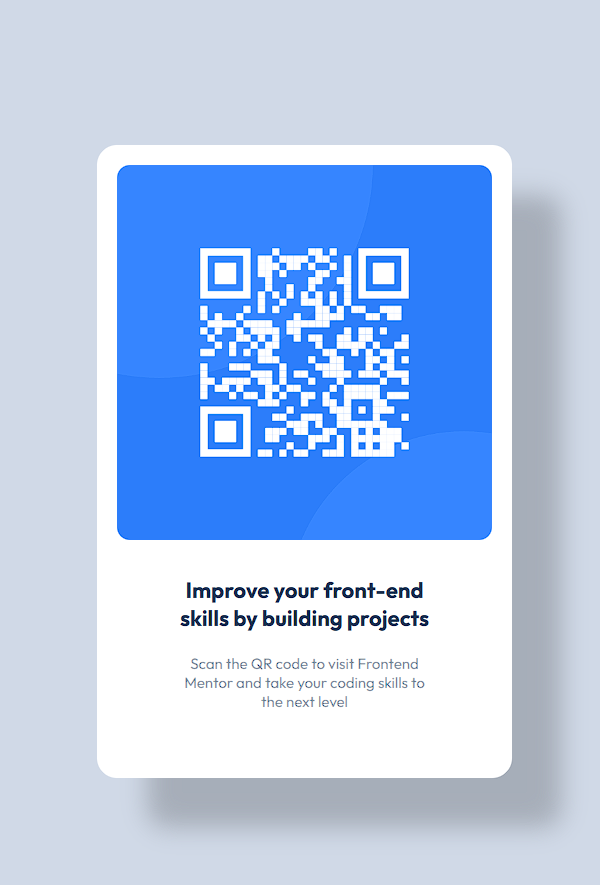 Improve your front-end
skills by building projects
Scan the QR code to visit Frontend
Mentor and take your coding skills to
the next level